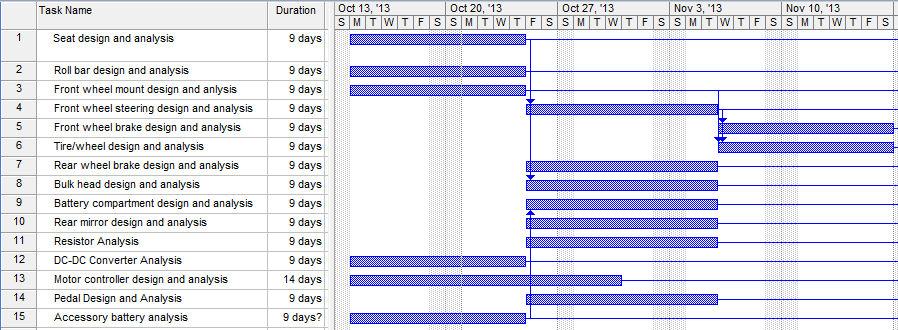 Task Name Duration Oct 13, '13 Oct 20, '13 Oct 27, '13 Nov 3, '13 Nov 10, '13
S M T W T F S S M T W T F S S M T W T F S S M T W T F S S M T W T F S
1 Seat design and analysis 9 days
2 Roll bar design and analysis 9 days
3 Front wheel mount design and anlysis 9 days
4 Front wheel steering design and analysis 9 days
5 Front wheel brake design and analysis 9 days
6 Tire/wheel design and analysis 9 days
7 Rear wheel brake design and analysis 9 days
8 Bulk head design and analysis 9 days
9 Battery compartment design and analysis 9 days
10 Rear mirror design and analysis 9 days
11 Resistor Analysis 9 days
12 DC-DC Converter Analysis 9 days
13 Motor controller design and analysis 14 days
14 Pedal Design and Analysis 9 days
15 Accessory battery analysis 9 days?